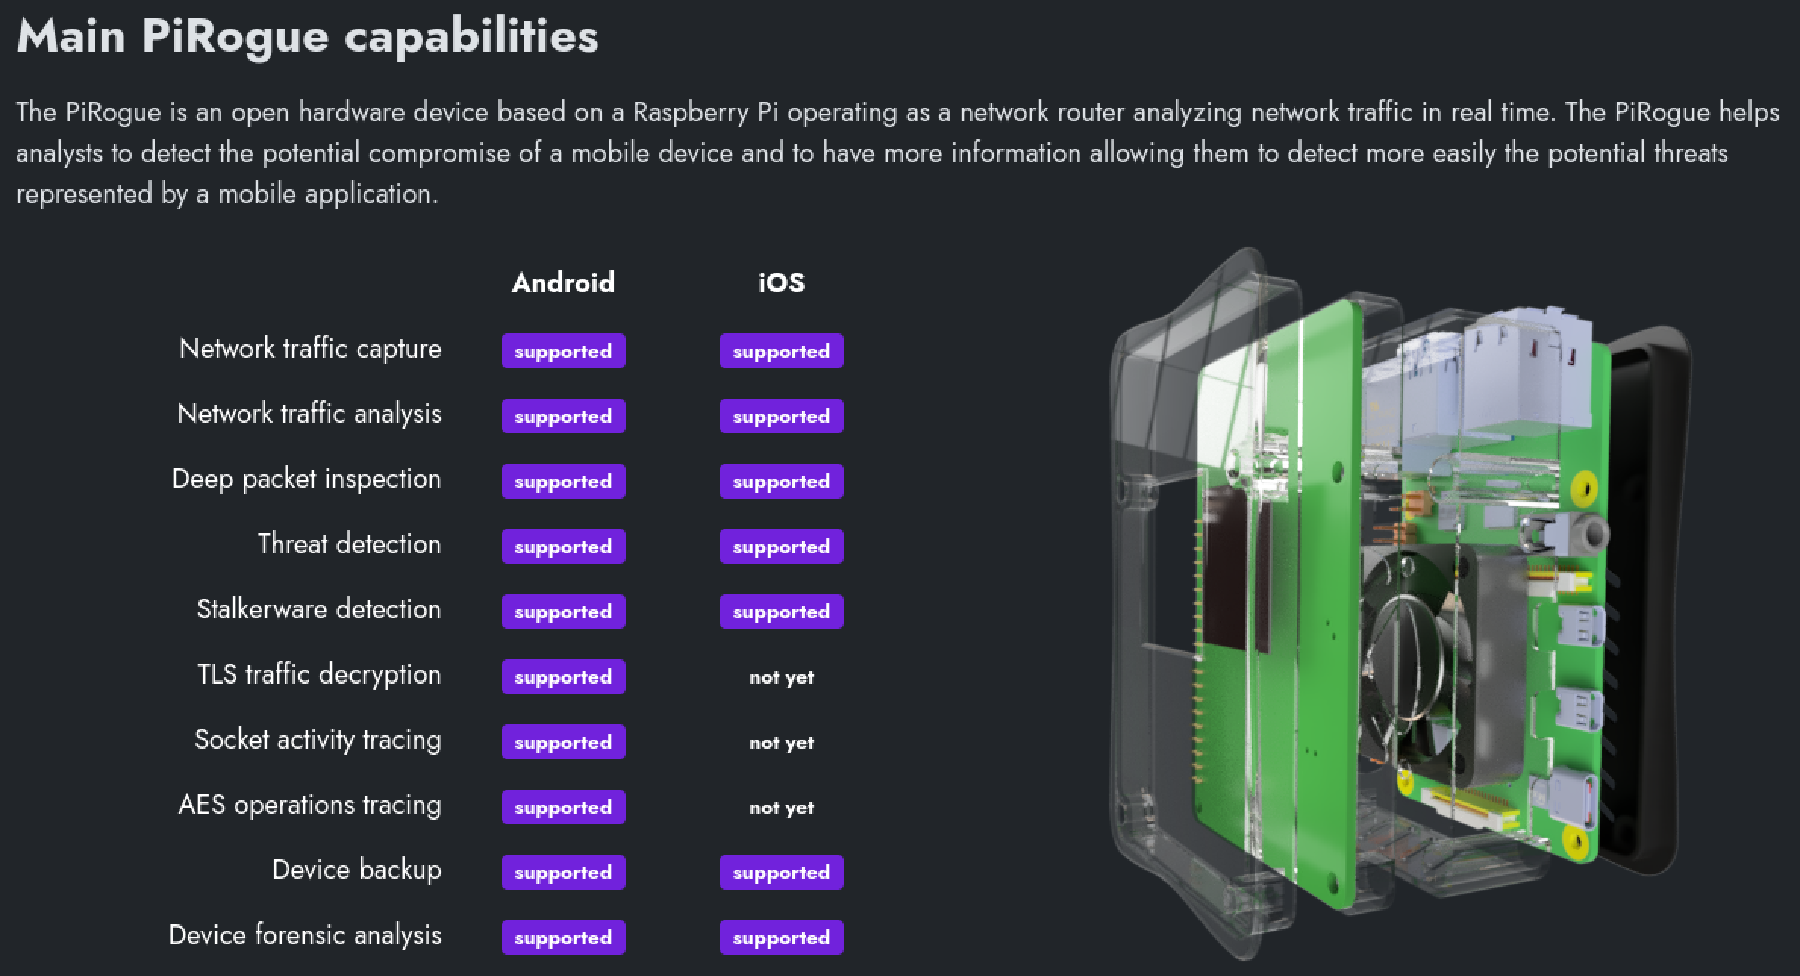 Main PiRogue capabilities
The PiRogue is an open hardware device based on a Raspberry Pi operating as a network router analyzing network traffic in real time. The PiRogue helps
analysts to detect the potential compromise of a mobile device and to have more information allowing them to detect more easily the potential threats
represented by a mobile application.
Android iOS
Network traffic capture supported supported
Network traffic analysis supported supported
Deep packet inspection supported supported
Threat detection supported supported
Stalkerware detection supported supported
TLS traffic decryption supported not yet
Socket activity tracing supported not yet
AES operations tracing supported not yet
Device backup supported supported
Device forensic analysis supported supported